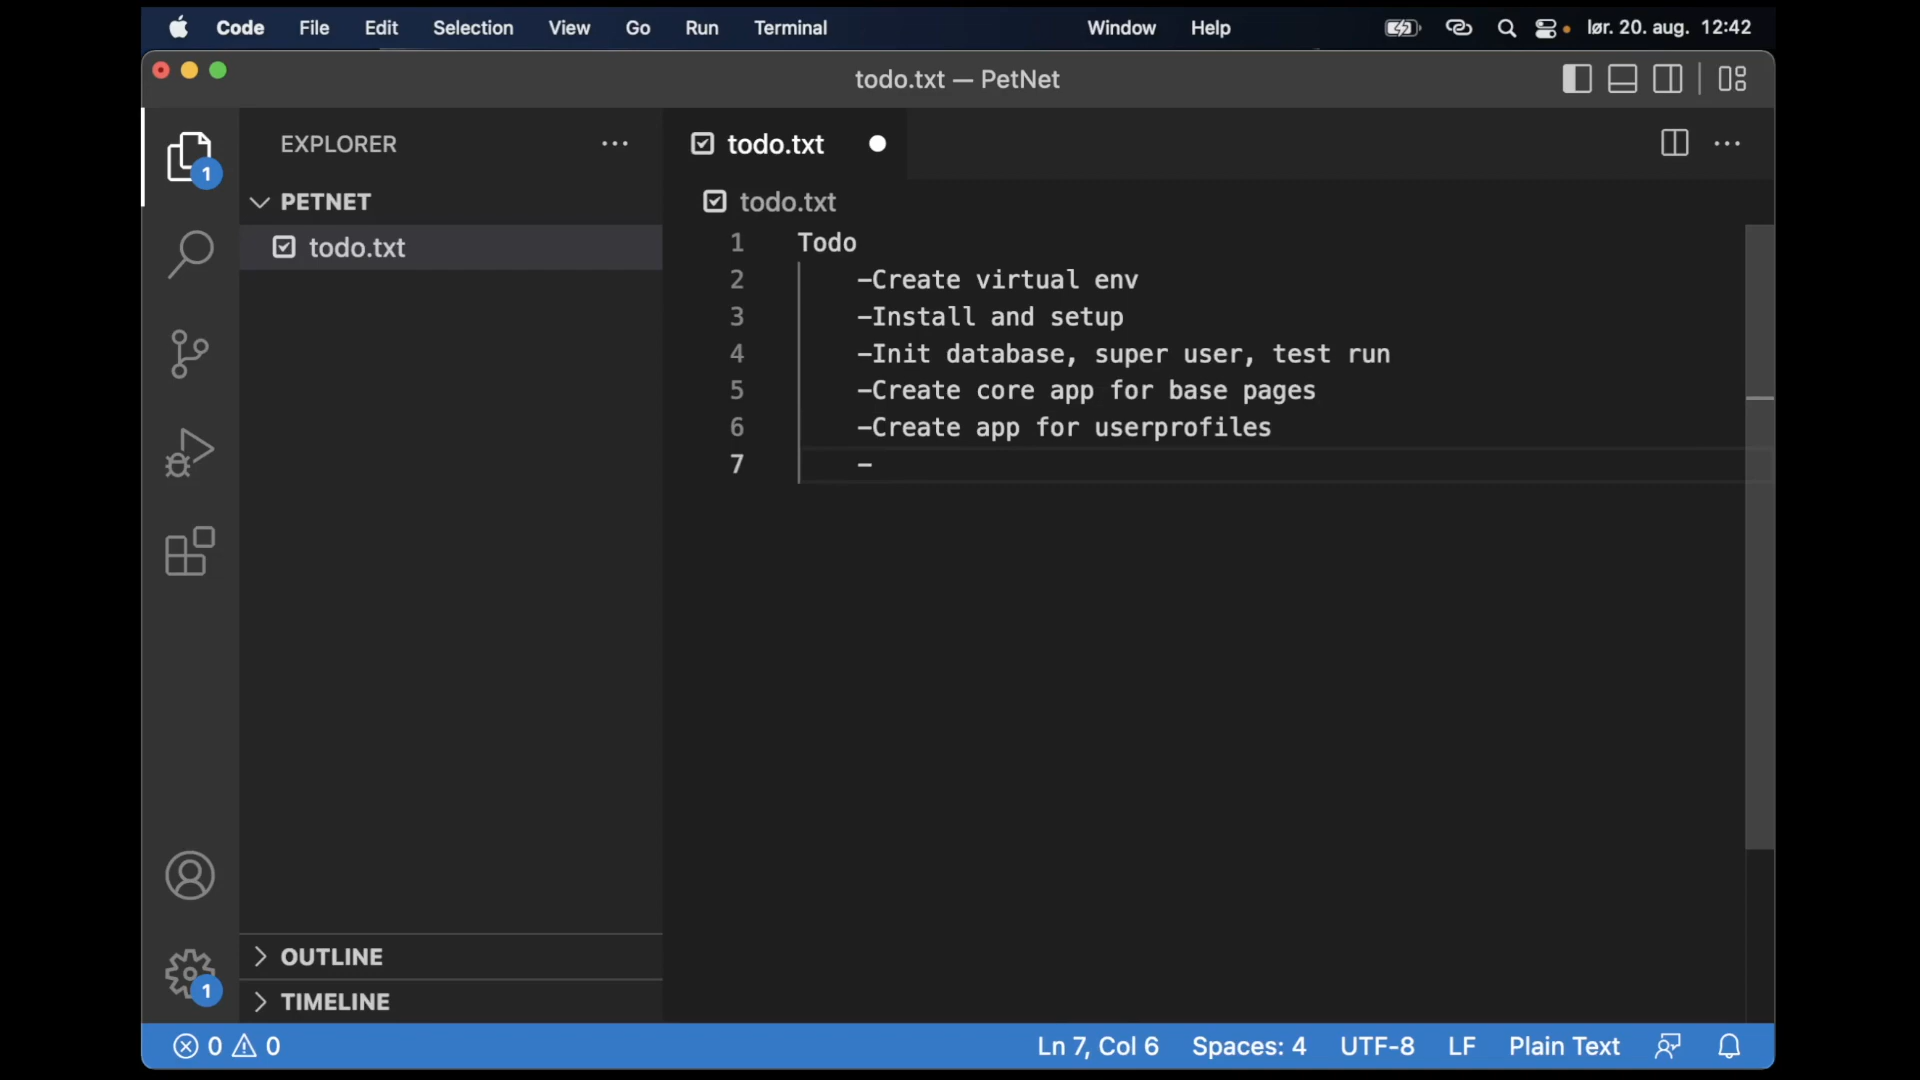 Code File Edit Selection View Go Run Terminal Window Help lør. 20. aug. 12:42
todo.txt — PetNet
EXPLORER
PETNET
todo.txt
1
OUTLINE
TIMELINE
1
todo.txt
todo.txt
1 Todo
2 -Create virtual env
3 -Install and setup
4 -Init database, super user, test run
5 -Create core app for base pages
6 -Create app for userprofiles
7 -
0 0 Ln 7, Col 6 Spaces: 4 UTF-8 LF Plain Text